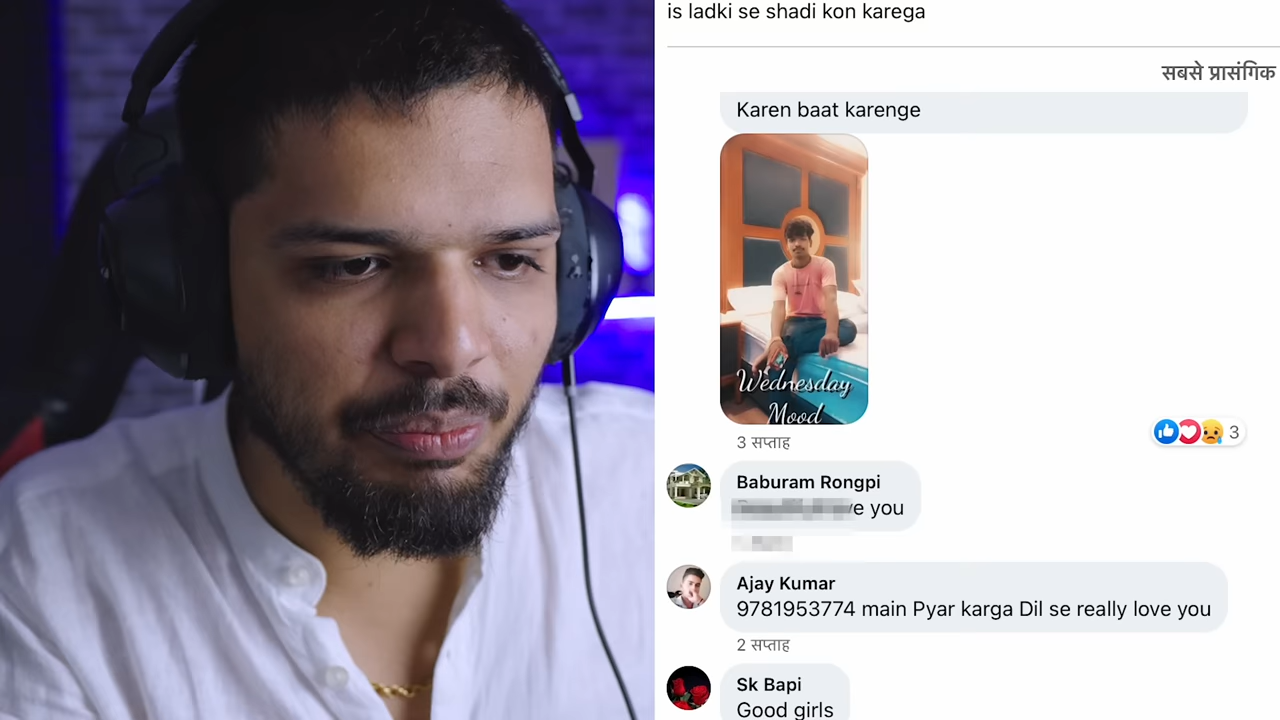 is ladki se shadi kon karega
सबसे प्रासंगिक
Karen baat karenge
Wednesday
Mood
3 सप्ताह
3
Baburam Rongpi
you
Ajay Kumar
9781953774 main Pyar karga Dil se really love you
2 सप्ताह
Sk Bapi
Good girls